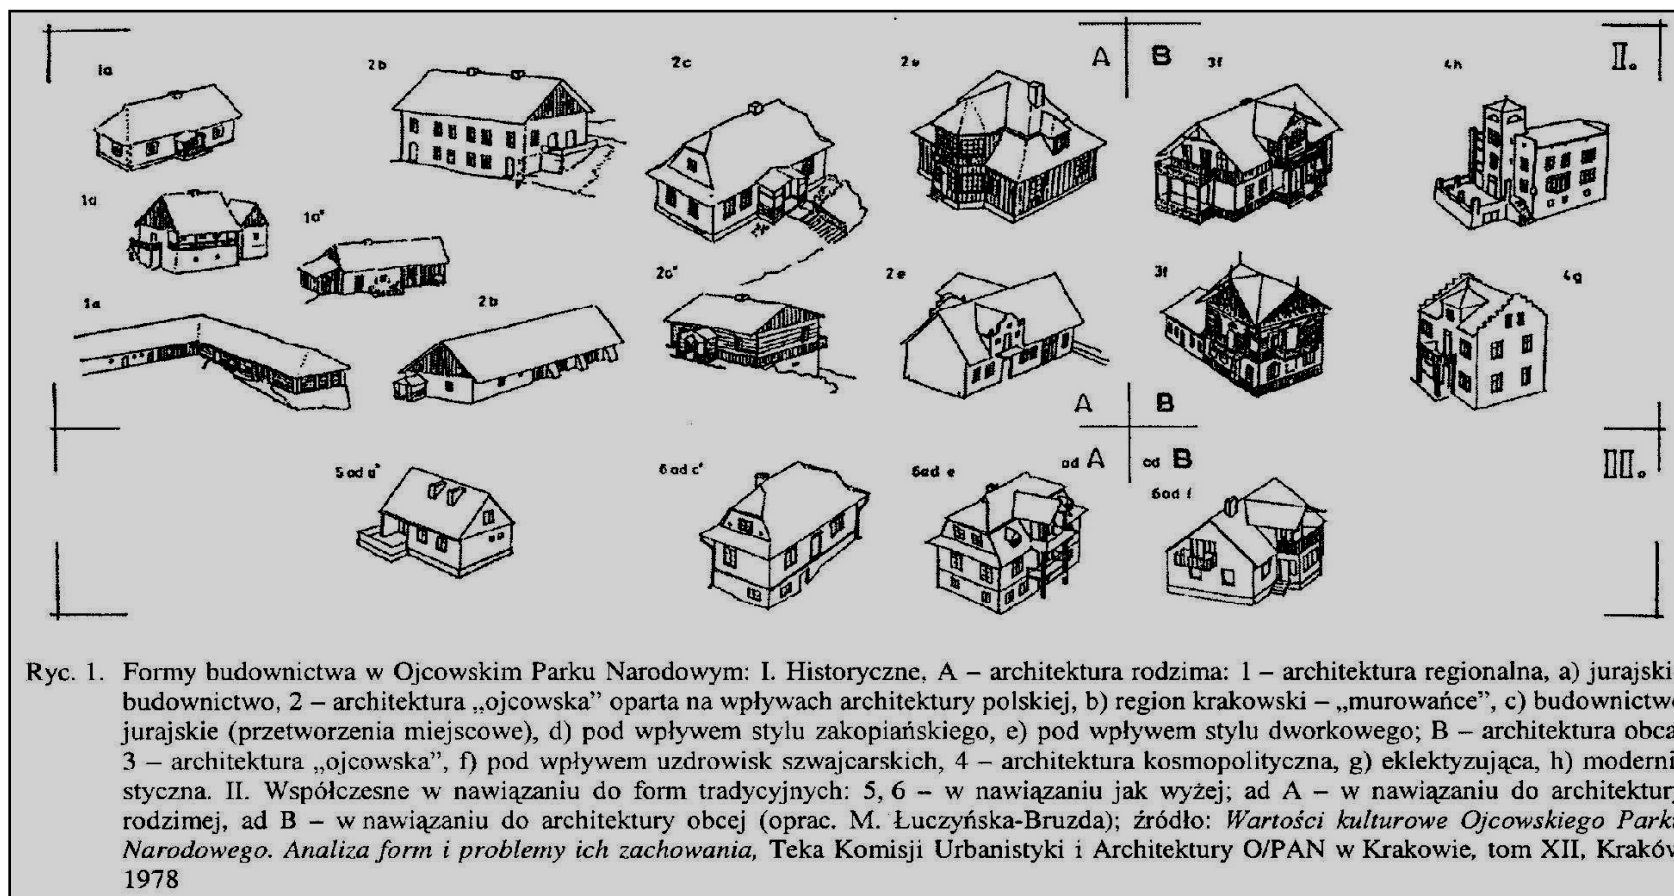 1a 2b 2c 2e A B 3f 4h I.
1a 1a'
1a 2b 2c' 2e 3f 4g
A B
5 ad a' 6 ad c' 6ad e ad A ad B 6ad f II.
Ryc. 1. Formy budownictwa w Ojcowskim Parku Narodowym: I. Historyczne, A – architektura rodzima: 1 – architektura regionalna, a) jurajski
budownictwo, 2 – architektura „ojcowska” oparta na wpływach architektury polskiej, b) region krakowski – „murowańce”, c) budownictwo
jurajskie (przetworzenia miejscowe), d) pod wpływem stylu zakopiańskiego, e) pod wpływem stylu dworkowego; B – architektura obca
3 – architektura „ojcowska”, f) pod wpływem uzdrowisk szwajcarskich, 4 – architektura kosmopolityczna, g) eklektyzująca, h) moderni
styczna. II. Współczesne w nawiązaniu do form tradycyjnych: 5, 6 – w nawiązaniu jak wyżej; ad A – w nawiązaniu do architektury
rodzimej, ad B – w nawiązaniu do architektury obcej (oprac. M. Łuczyńska-Bruzda); źródło: Wartości kulturowe Ojcowskiego Parku
Narodowego. Analiza form i problemy ich zachowania, Teka Komisji Urbanistyki i Architektury O/PAN w Krakowie, tom XII, Kraków
1978